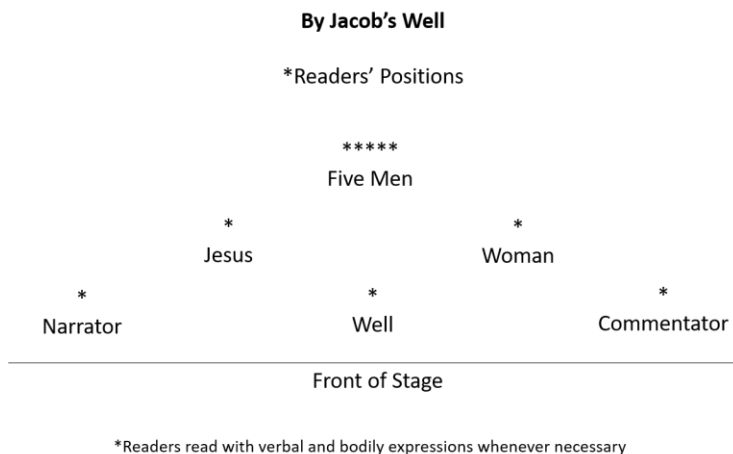 By Jacob’s Well
*Readers’ Positions
*****
Five Men
* *
Jesus Woman
* * *
Narrator Well Commentator
Front of Stage
*Readers read with verbal and bodily expressions whenever necessary